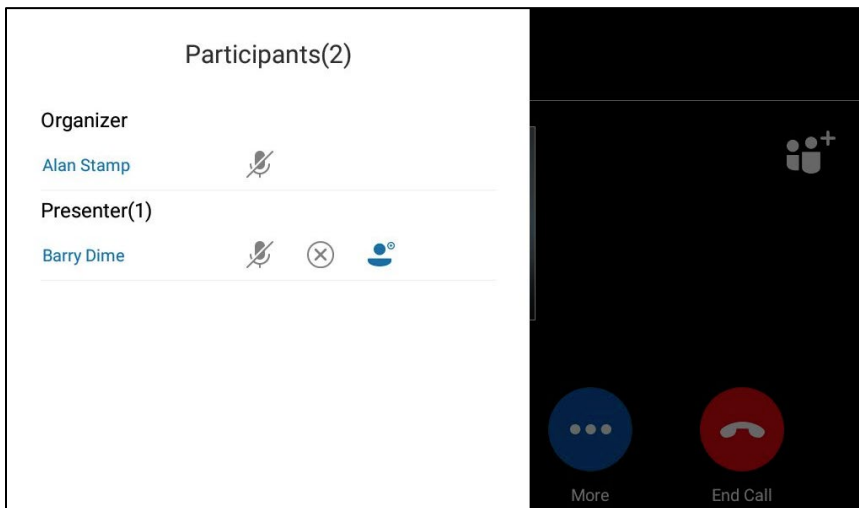 Participants(2)
Organizer
Alan Stamp
Presenter(1)
Barry Dime
More
End Call